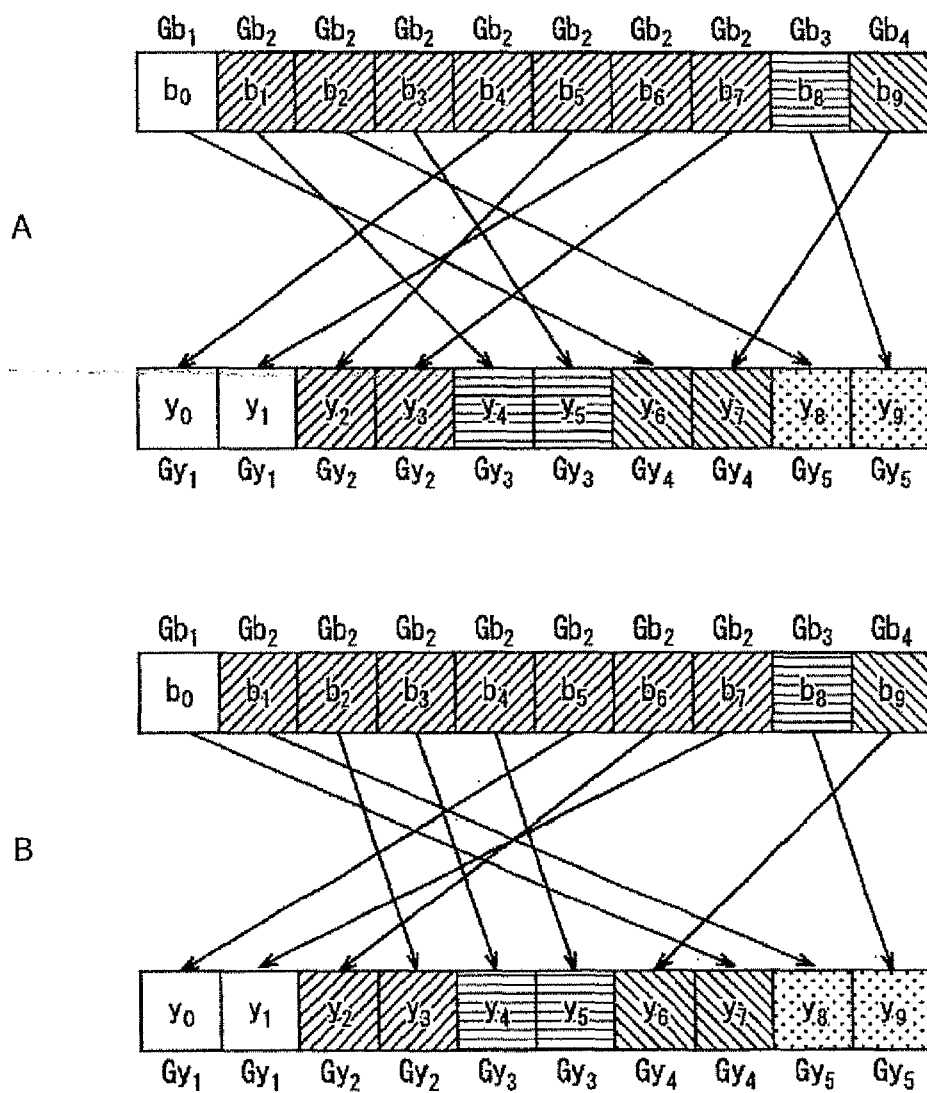 Gb₁ Gb₂ Gb₂ Gb₂ Gb₂ Gb₂ Gb₂ Gb₂ Gb₃ Gb₄
b₀ b₁ b₂ b₃ b₄ b₅ b₆ b₇ b₈ b₉
A
y₀ y₁ y₂ y₃ y₄ y₅ y₆ y₇ y₈ y₉
Gy₁ Gy₁ Gy₂ Gy₂ Gy₃ Gy₃ Gy₄ Gy₄ Gy₅ Gy₅
Gb₁ Gb₂ Gb₂ Gb₂ Gb₂ Gb₂ Gb₂ Gb₂ Gb₃ Gb₄
b₀ b₁ b₂ b₃ b₄ b₅ b₆ b₇ b₈ b₉
B
y₀ y₁ y₂ y₃ y₄ y₅ y₆ y₇ y₈ y₉
Gy₁ Gy₁ Gy₂ Gy₂ Gy₃ Gy₃ Gy₄ Gy₄ Gy₅ Gy₅